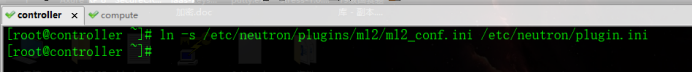 controller
compute
[root@controller ~]# ln -s /etc/neutron/plugins/ml2/ml2_conf.ini /etc/neutron/plugin.ini
[root@controller ~]#